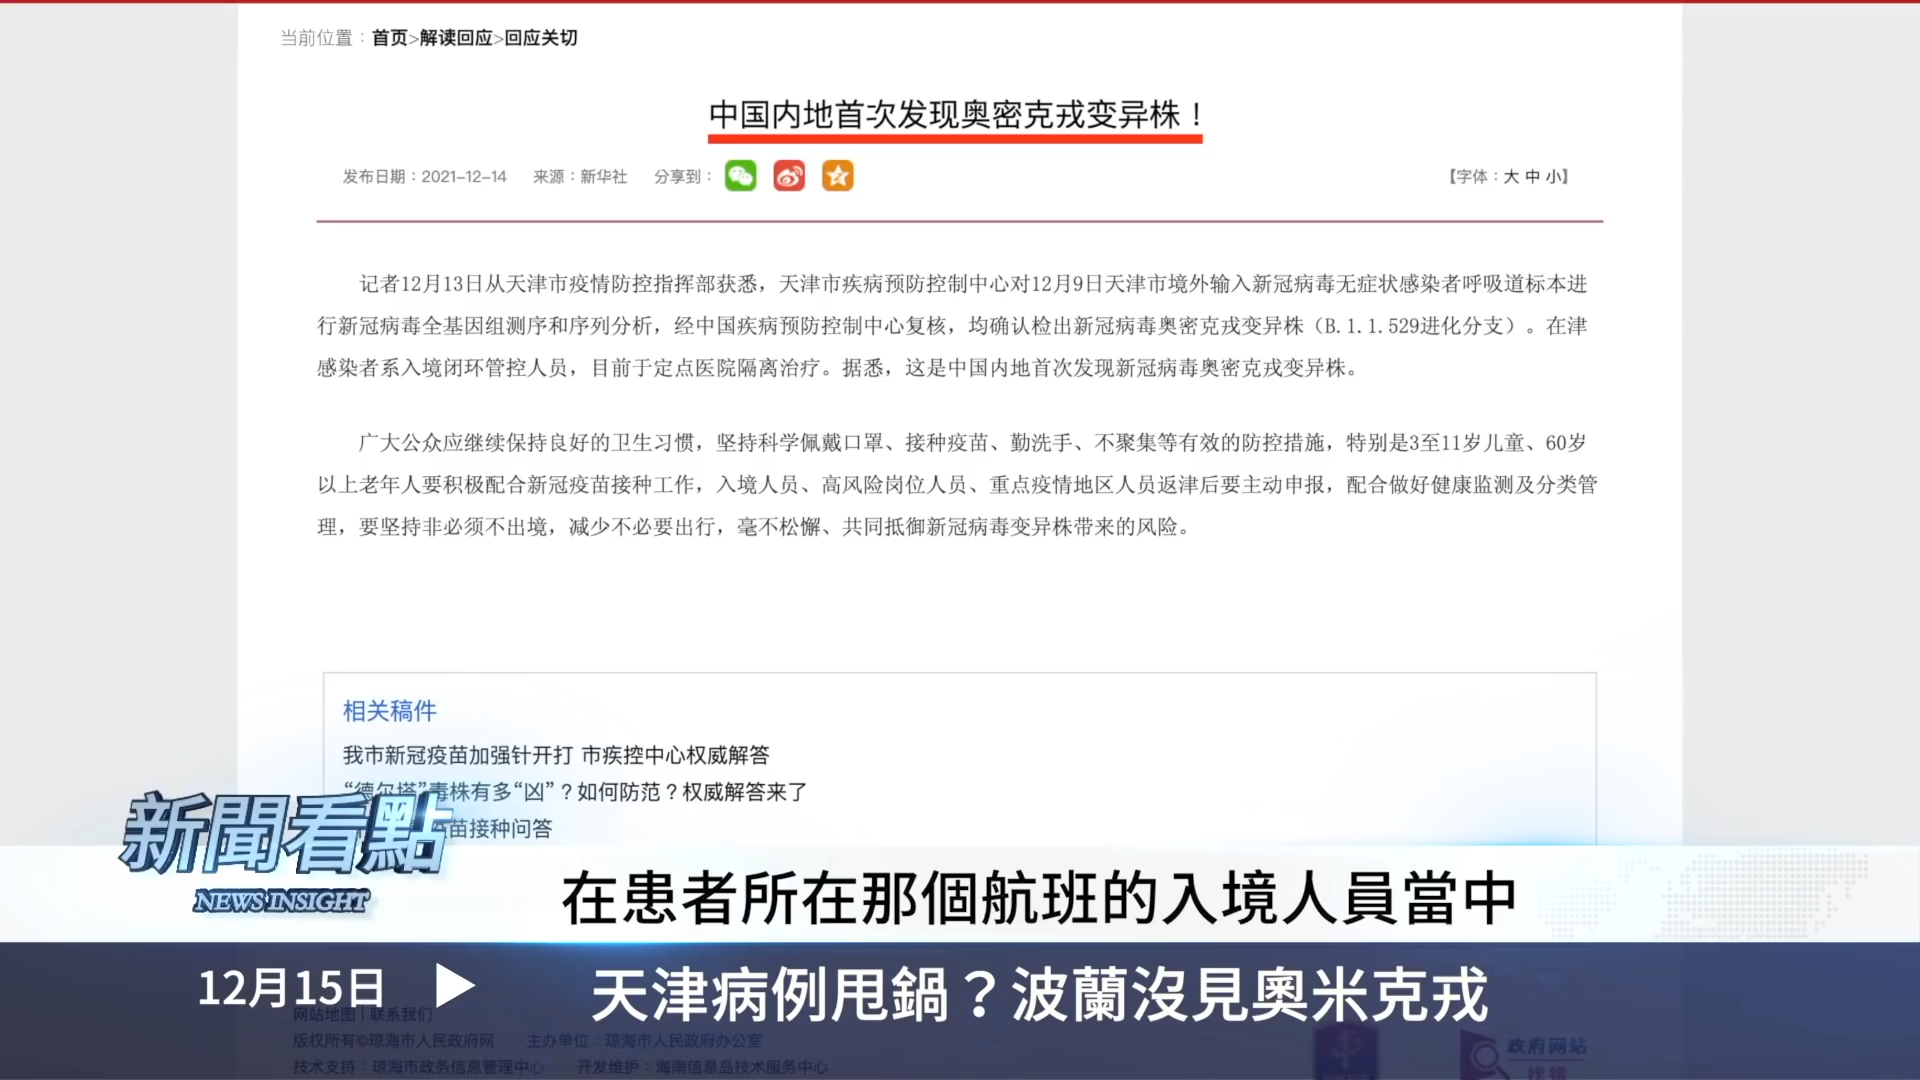 当前位置：首页>解读回应>回应关切
中国内地首次发现奥密克戎变异株！
发布日期：2021-12-14 来源：新华社 分享到：
【字体：大 中 小】
记者12月13日从天津市疫情防控指挥部获悉，天津市疾病预防控制中心对12月9日天津市境外输入新冠病毒无症状感染者呼吸道标本进
行新冠病毒全基因组测序和序列分析，经中国疾病预防控制中心复核，均确认检出新冠病毒奥密克戎变异株（B.1.1.529进化分支）。在津
感染者系入境闭环管控人员，目前于定点医院隔离治疗。据悉，这是中国内地首次发现新冠病毒奥密克戎变异株。
广大公众应继续保持良好的卫生习惯，坚持科学佩戴口罩、接种疫苗、勤洗手、不聚集等有效的防控措施，特别是3至11岁儿童、60岁
以上老年人要积极配合新冠疫苗接种工作，入境人员、高风险岗位人员、重点疫情地区人员返津后要主动申报，配合做好健康监测及分类管
理，要坚持非必须不出境，减少不必要出行，毫不松懈、共同抵御新冠病毒变异株带来的风险。
相关稿件
我市新冠疫苗加强针开打 市疾控中心权威解答
“德尔塔”毒株有多“凶”？如何防范？权威解答来了
苗接种问答
新聞看點
NEWS INSIGHT
在患者所在那個航班的入境人員當中
12月15日
天津病例甩鍋？波蘭沒見奧米克戎
网站地图 | 联系我们
版权所有©琼海市人民政府网 主办单位：琼海市人民政府办公室
技术支持：琼海市政务信息管理中心 开发维护：海南信息岛技术服务中心
政府网站
找错